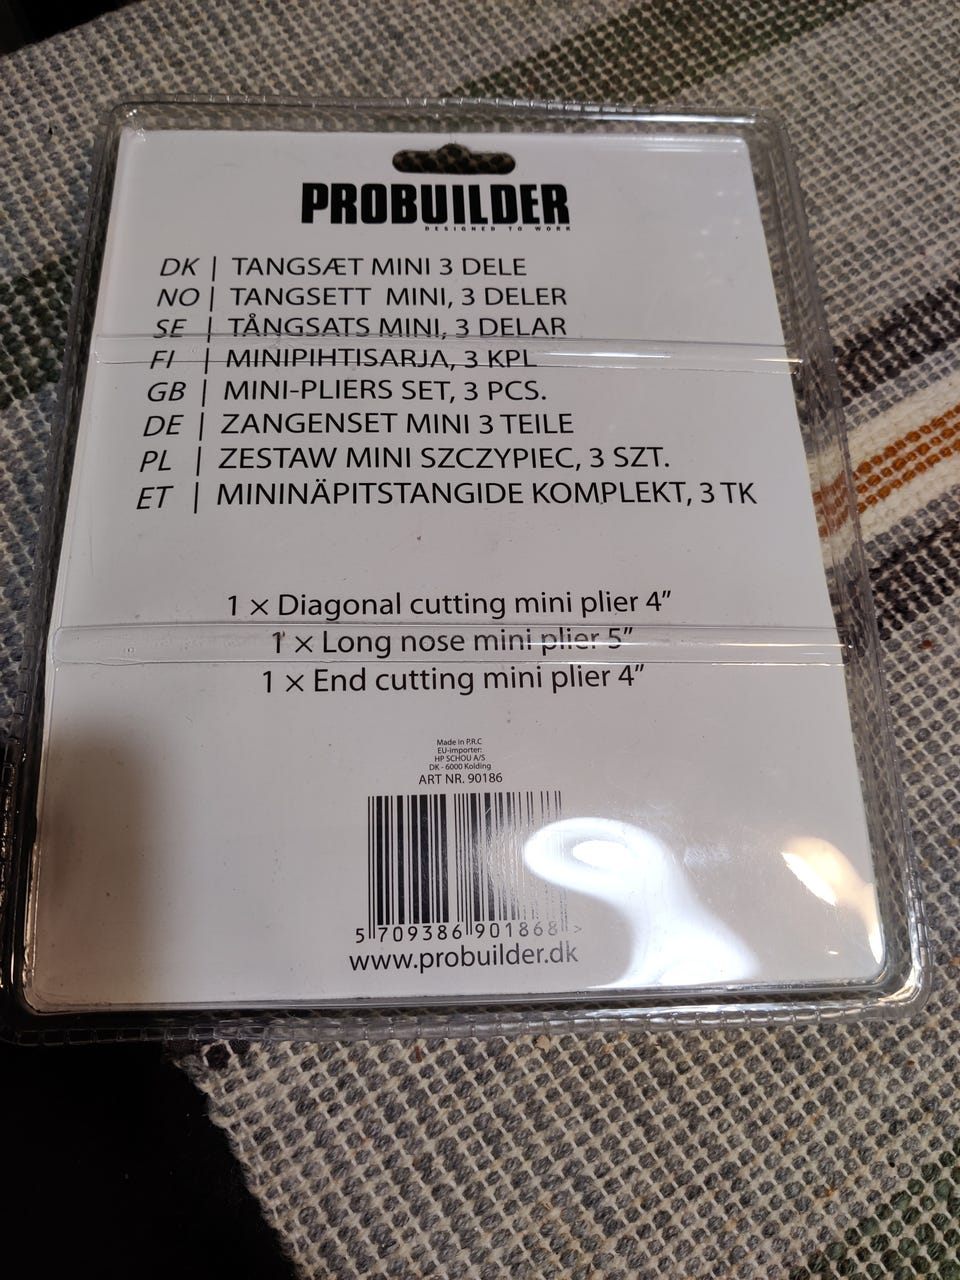 PROBUILDER
DESIGNED TO WORK
DK | TANGSÆT MINI 3 DELE
NO | TANGSETT MINI, 3 DELER
SE | TÅNGSATS MINI, 3 DELAR
FI | MINIPIHTISARJA, 3 KPL
GB | MINI-PLIERS SET, 3 PCS.
DE | ZANGENSET MINI 3 TEILE
PL | ZESTAW MINI SZCZYPIEC, 3 SZT.
ET | MININÄPITSTANGIDE KOMPLEKT, 3 TK
1 × Diagonal cutting mini plier 4”
1 × Long nose mini plier 5”
1 × End cutting mini plier 4”
Made in P.R.C
EU-importer:
HP SCHOU A/S
DK - 6000 Kolding
ART NR. 90186
5 709386 901868 >
www.probuilder.dk